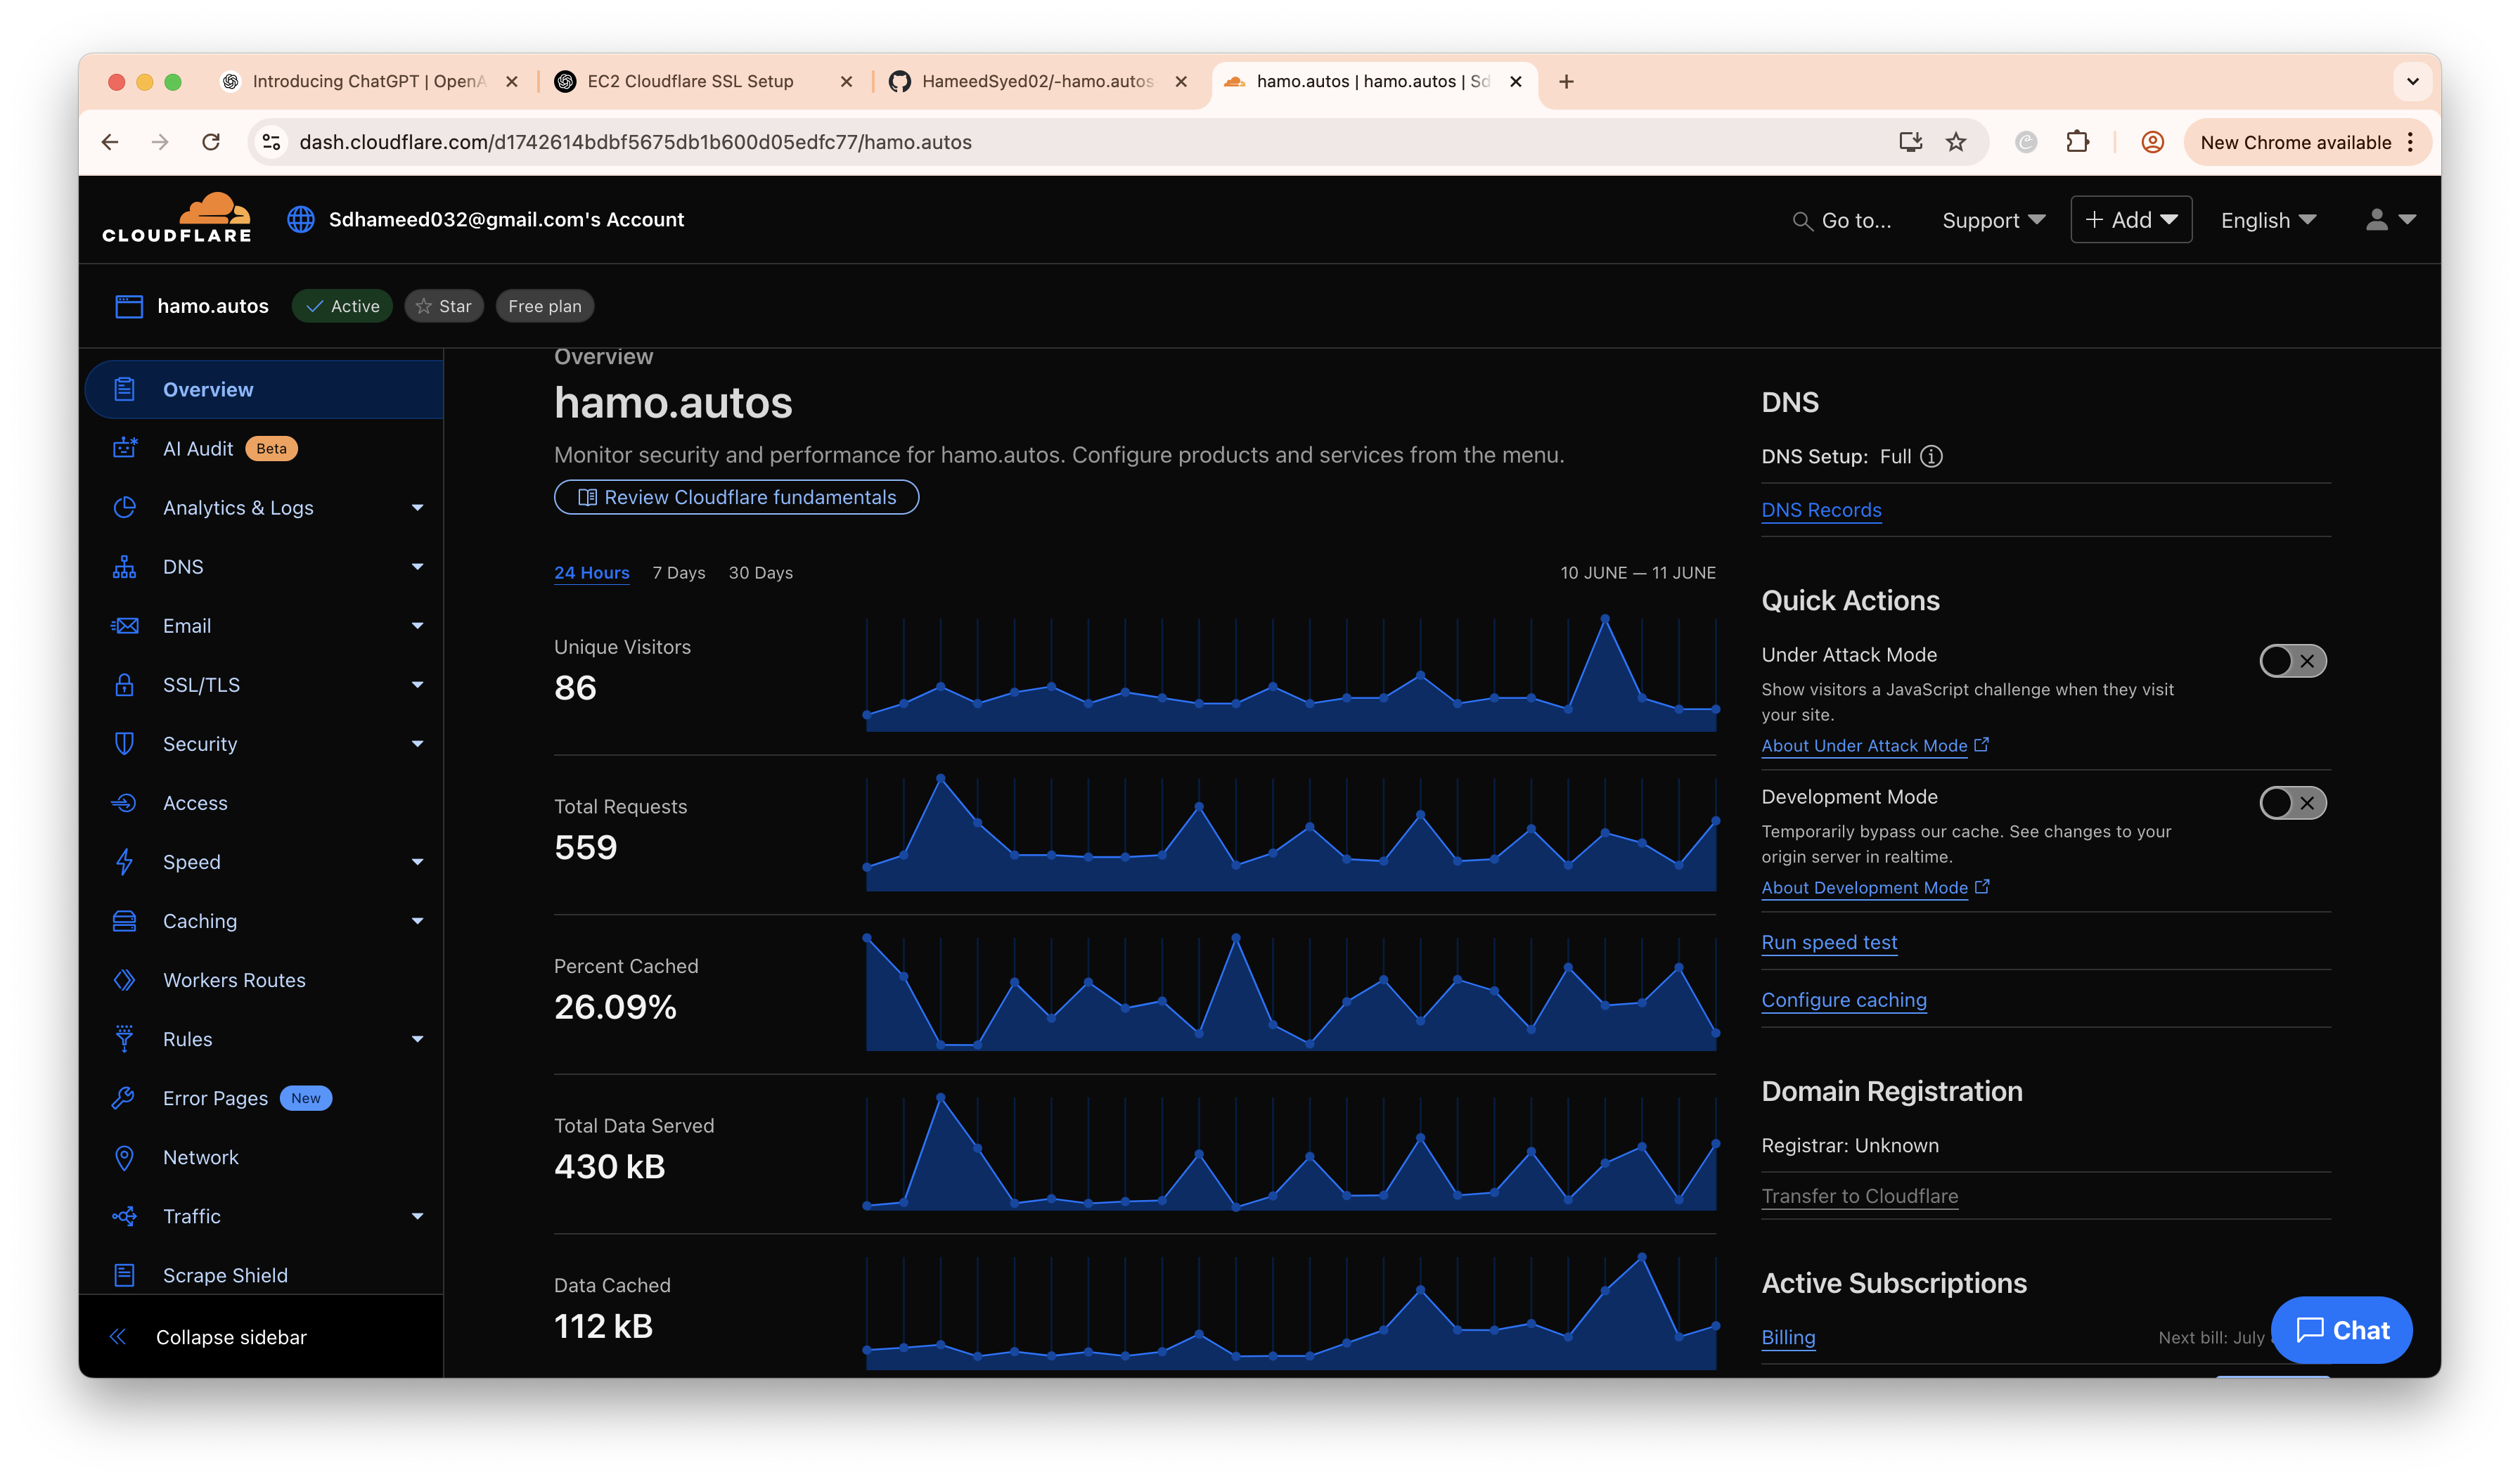 Introducing ChatGPT | OpenA
EC2 Cloudflare SSL Setup
HameedSyed02/-hamo.autos
hamo.autos | hamo.autos | Sd
dash.cloudflare.com/d1742614bdbf5675db1b600d05edfc77/hamo.autos
New Chrome available
CLOUDFLARE
Sdhameed032@gmail.com's Account
Go to...
Support
Add
English
hamo.autos
Active
Star
Free plan
Overview
AI Audit Beta
Analytics & Logs
DNS
Email
SSL/TLS
Security
Access
Speed
Caching
Workers Routes
Rules
Error Pages New
Network
Traffic
Scrape Shield
Collapse sidebar
Overview
hamo.autos
Monitor security and performance for hamo.autos. Configure products and services from the menu.
Review Cloudflare fundamentals
24 Hours 7 Days 30 Days
10 JUNE — 11 JUNE
Unique Visitors
86
Total Requests
559
Percent Cached
26.09%
Total Data Served
430 kB
Data Cached
112 kB
DNS
DNS Setup: Full
DNS Records
Quick Actions
Under Attack Mode
Show visitors a JavaScript challenge when they visit
your site.
About Under Attack Mode
Development Mode
Temporarily bypass our cache. See changes to your
origin server in realtime.
About Development Mode
Run speed test
Configure caching
Domain Registration
Registrar: Unknown
Transfer to Cloudflare
Active Subscriptions
Billing
Next bill: July
Chat